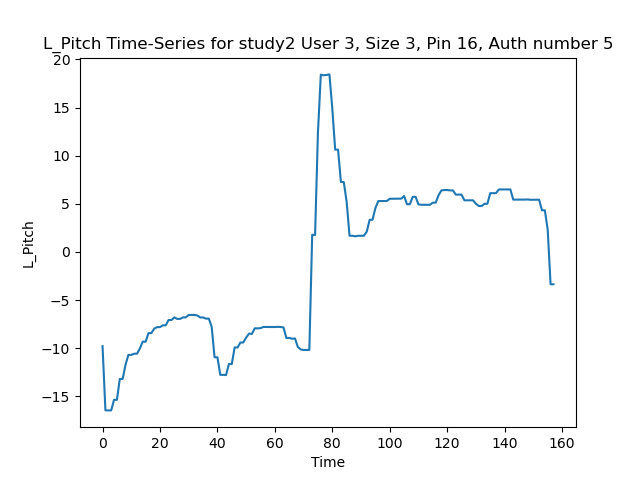 L_Pitch Time-Series for study2 User 3, Size 3, Pin 16, Auth number 5
20
15
10
5
0
−5
−10
−15
L_Pitch
0 20 40 60 80 100 120 140 160
Time